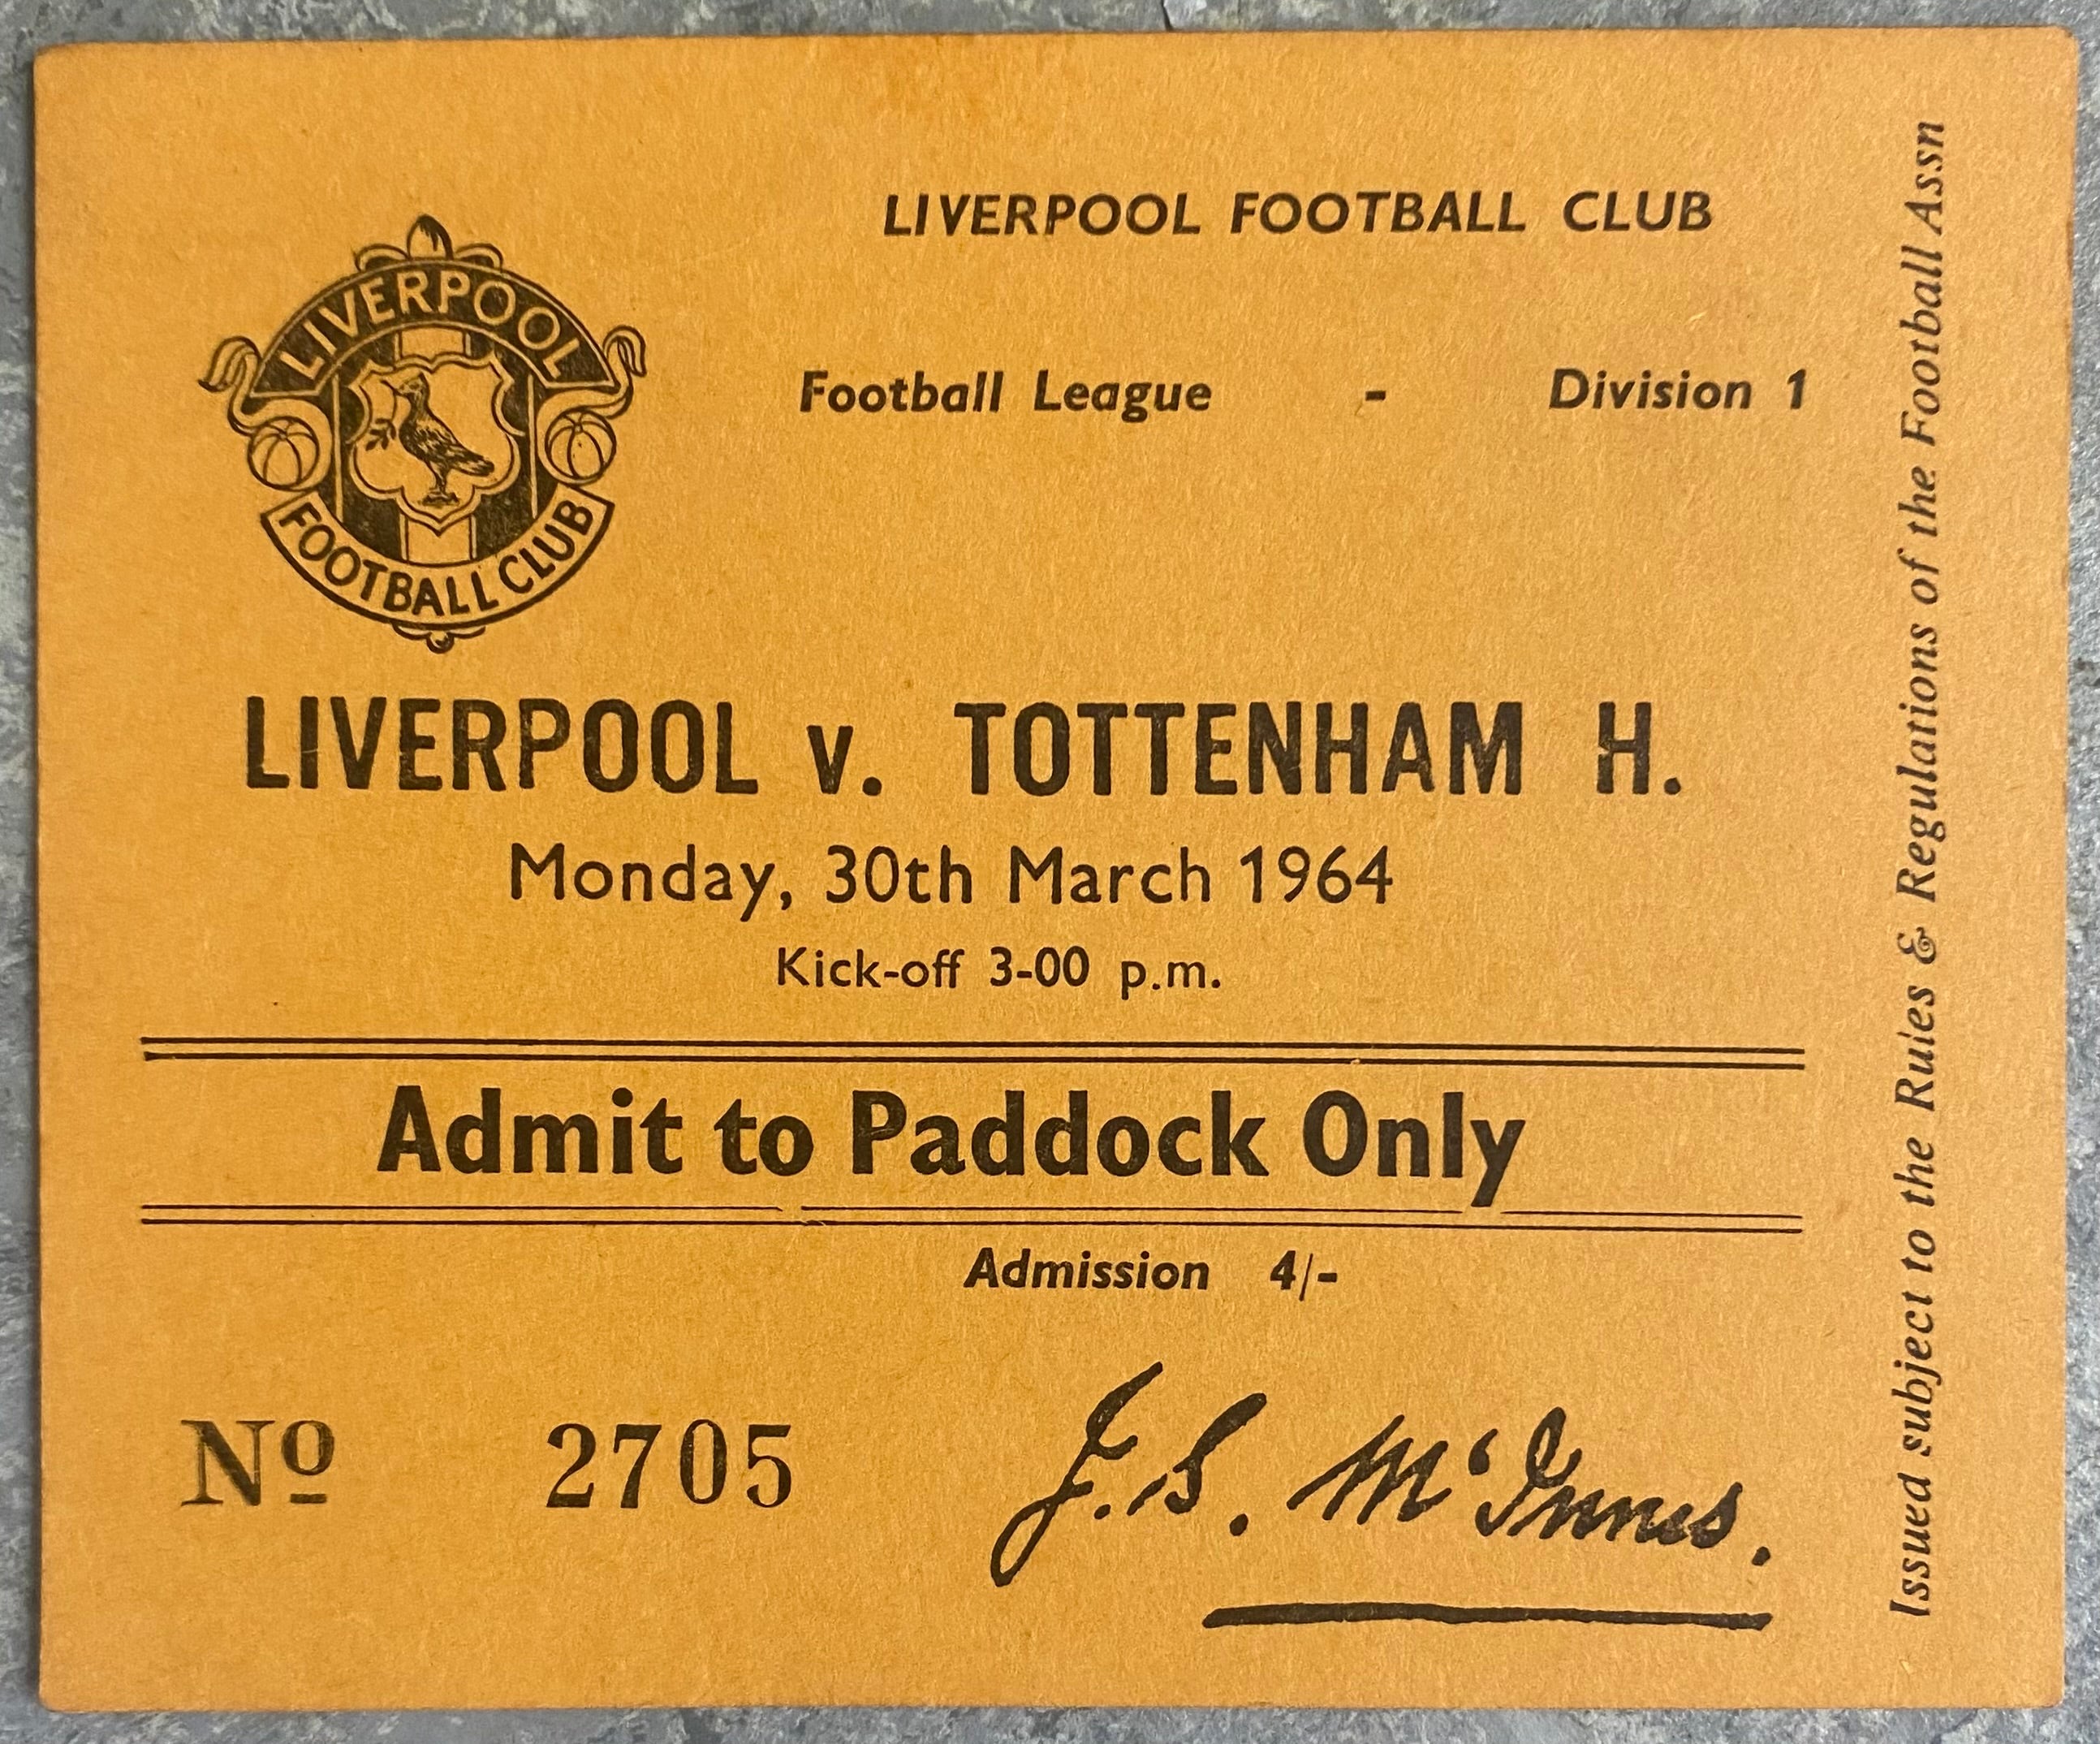 LIVERPOOL
FOOTBALL CLUB
LIVERPOOL FOOTBALL CLUB
Football League - Division 1
LIVERPOOL v. TOTTENHAM H.
Monday, 30th March 1964
Kick-off 3-00 p.m.
Admit to Paddock Only
Admission 4/-
Nº 2705
J. S. McInnes.
Issued subject to the Rules & Regulations of the Football Assn